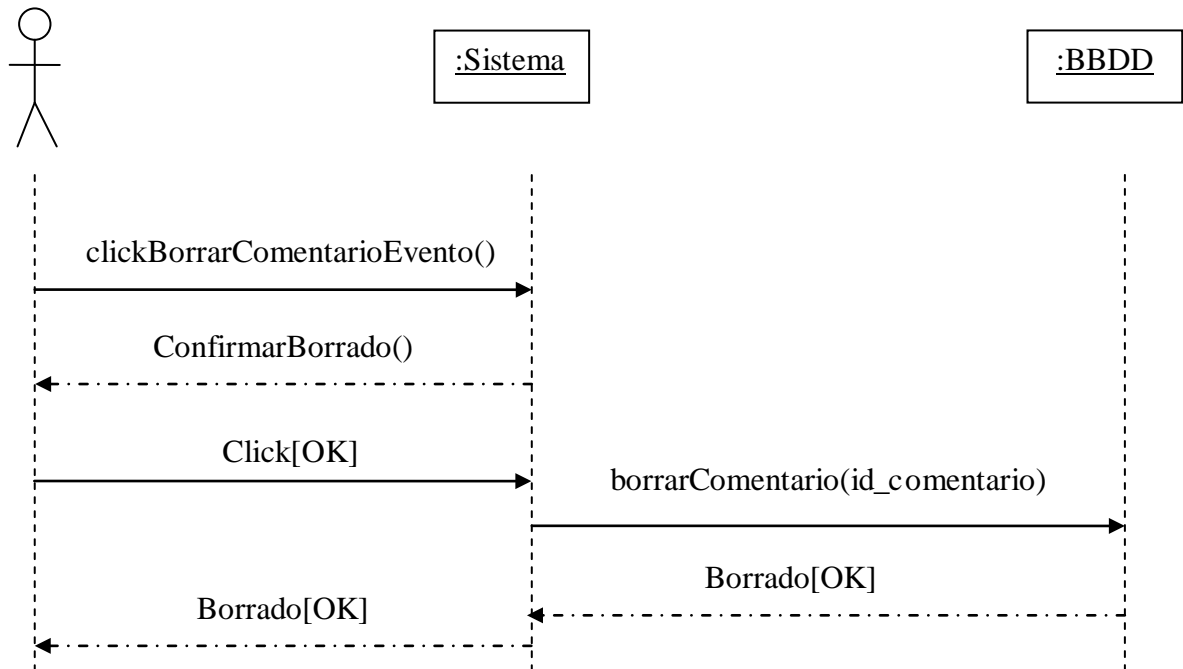 :Sistema
:BBDD
clickBorrarComentarioEvento()
ConfirmarBorrado()
Click[OK]
borrarComentario(id_comentario)
Borrado[OK]
Borrado[OK]